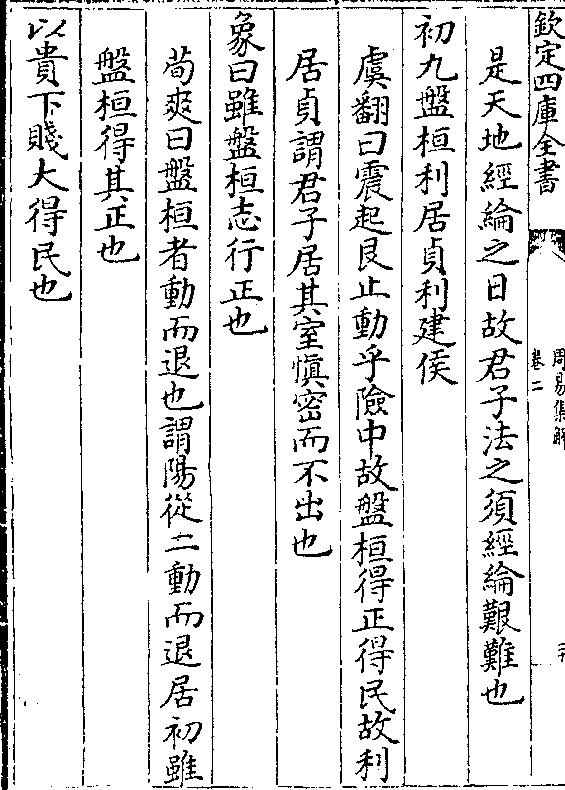 欽定四庫全書
周易集解
卷二
是天地經綸之日故君子法之須經綸艱難也
初九盤桓利居貞利建侯
虞翻曰震起艮止動乎險中故盤桓得正得民故利
居貞謂君子居其室慎密而不出也
象曰雖盤桓志行正也
荀爽曰盤桓者動而退也謂陽從二動而退居初雖
盤桓得其正也
以貴下賤大得民也